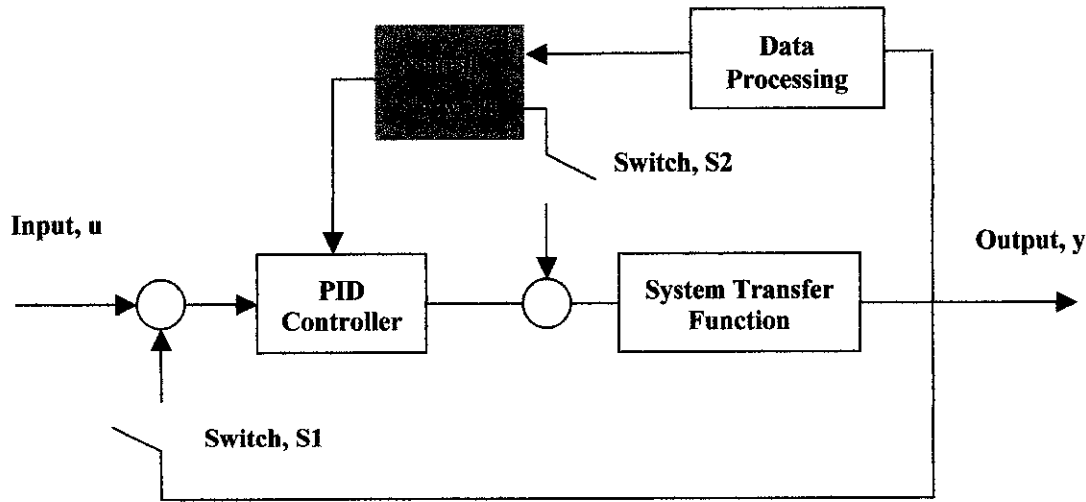 Data
Processing
Switch, S2
Input, u
Output, y
PID
Controller
System Transfer
Function
Switch, S1